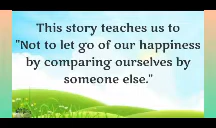 This story teaches us to
"Not to let go of our happiness
by comparing ourselves by
someone else."